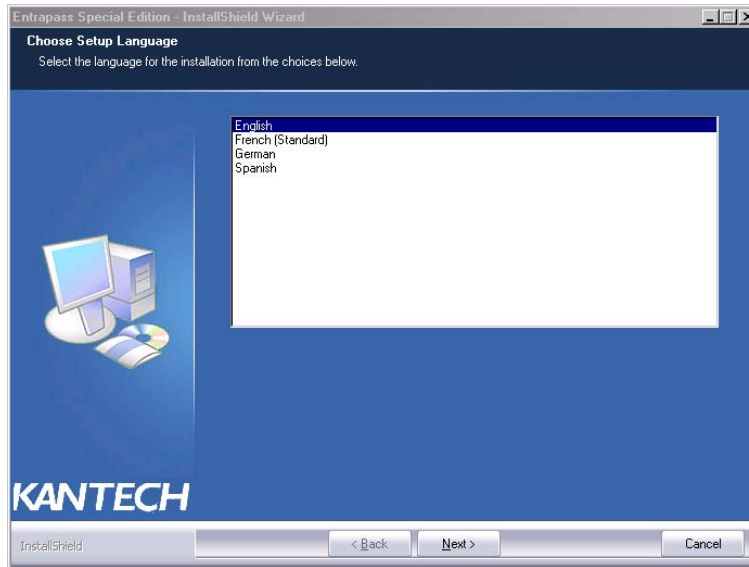 Entrapass Special Edition - InstallShield Wizard
Choose Setup Language
Select the language for the installation from the choices below.
English
French (Standard)
German
Spanish
KANTECH
InstallShield
< Back
Next >
Cancel